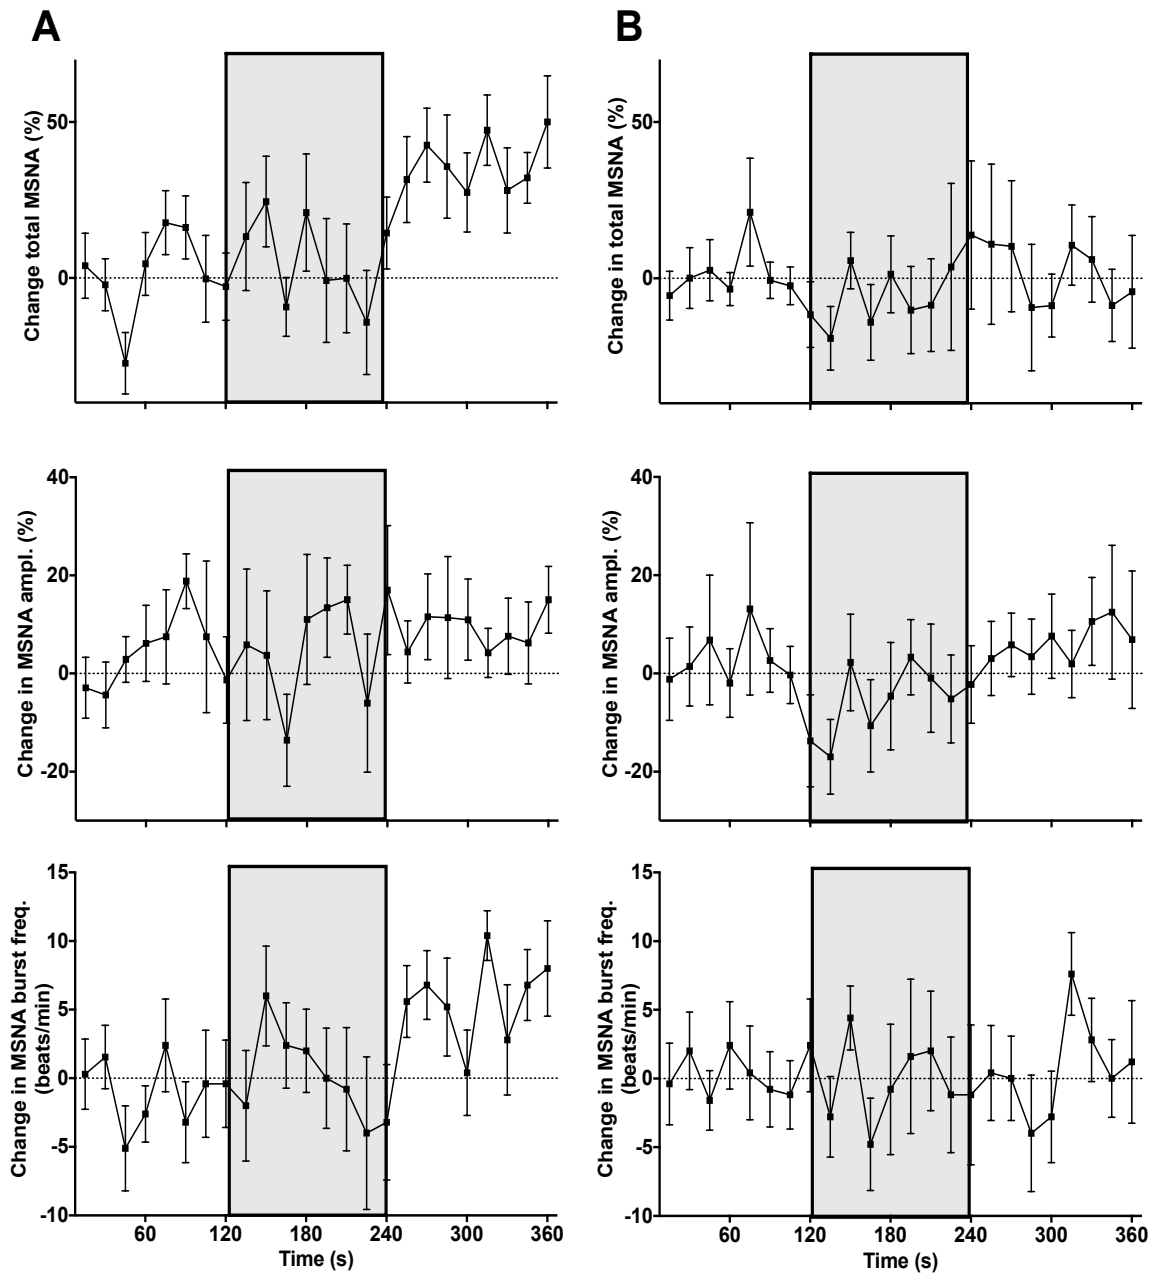 A
B
Change total MSNA (%)
50
0
Change in total MSNA (%)
50
0
Change in MSNA ampl. (%)
40
20
0
-20
Change in MSNA ampl. (%)
40
20
0
-20
Change in MSNA burst freq.
(beats/min)
15
10
5
0
-5
-10
60 120 180 240 300 360
Time (s)
Change in MSNA burst freq.
(beats/min)
15
10
5
0
-5
-10
60 120 180 240 300 360
Time (s)